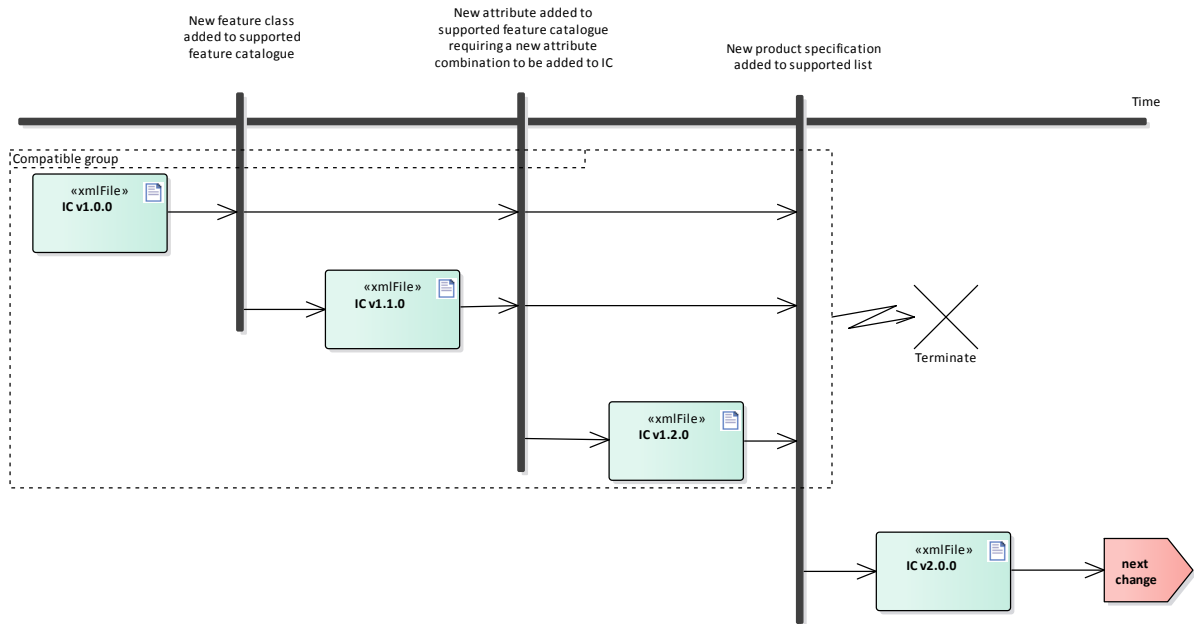 New feature class
added to supported
feature catalogue
New attribute added to
supported feature catalogue
requiring a new attribute
combination to be added to IC
New product specification
added to supported list
Time
Compatible group
«xmlFile»
IC v1.0.0
«xmlFile»
IC v1.1.0
Terminate
«xmlFile»
IC v1.2.0
«xmlFile»
IC v2.0.0
next
change